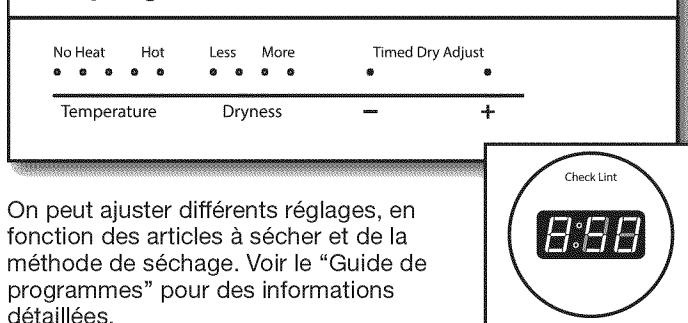 No Heat Hot Less More Timed Dry Adjust
Temperature Dryness − +
Check Lint
8:88
On peut ajuster différents réglages, en
fonction des articles à sécher et de la
méthode de séchage. Voir le “Guide de
programmes” pour des informations
détaillées.